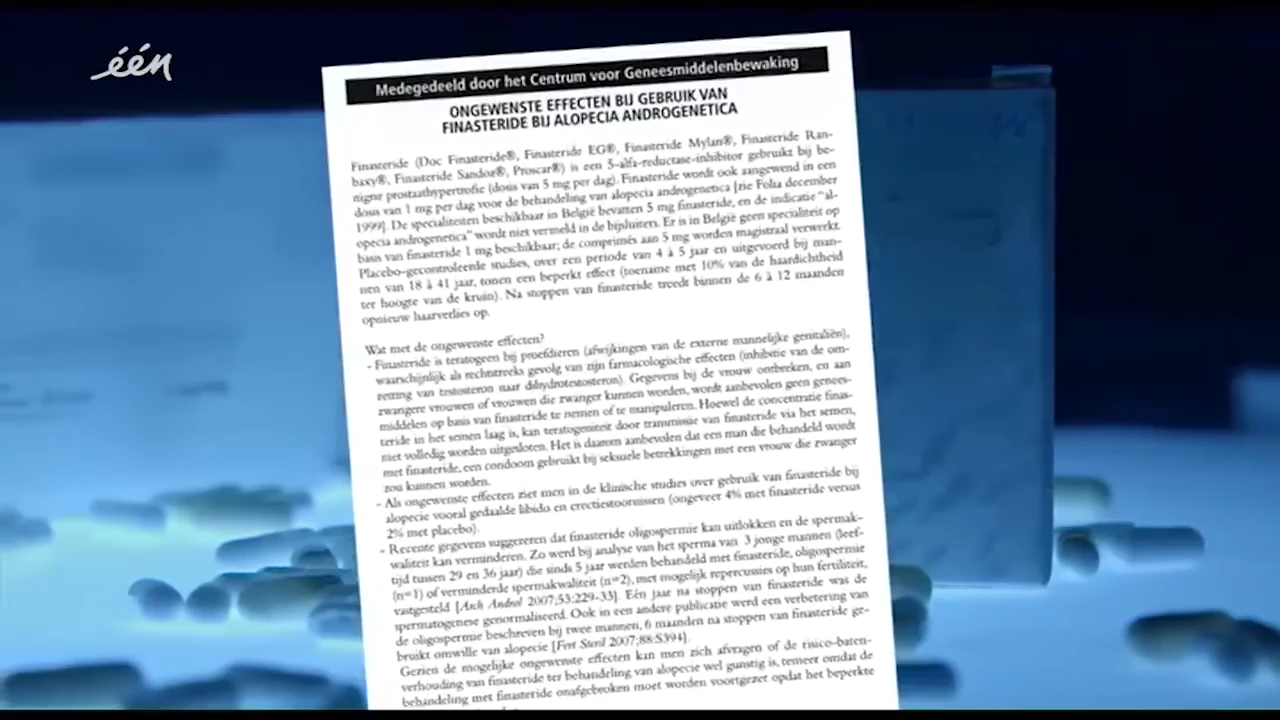 één
Medegedeeld door het Centrum voor Geneesmiddelenbewaking
ONGEWENSTE EFFECTEN BIJ GEBRUIK VAN
FINASTERIDE BIJ ALOPECIA ANDROGENETICA
Finasteride (Doc Finasteride®, Finasteride EG®, Finasteride Mylan®, Finasteride Ran-
baxy®, Finasteride Sandoz®, Proscar®) is een 5-alfa-reductase-inhibitor gebruikt bij be-
nigne prostaathypertrofie (dosis van 5 mg per dag). Finasteride wordt ook aangewend in een
dosis van 1 mg per dag voor de behandeling van alopecia androgenetica [zie Folia december
1999]. De specialiteiten beschikbaar in België bevatten 5 mg finasteride, en de indicatie "al-
opecia androgenetica" wordt niet vermeld in de bijsluiters. Er is in België geen specialiteit op
basis van finasteride 1 mg beschikbaar; de comprimés aan 5 mg worden magistraal verwerkt.
Placebo-gecontroleerde studies, over een periode van 4 à 5 jaar en uitgevoerd bij man-
nen van 18 à 41 jaar, tonen een beperkt effect (toename met 10% van de haardichtheid
ter hoogte van de kruin). Na stoppen van finasteride treedt binnen de 6 à 12 maanden
opnieuw haarverlies op.
Wat met de ongewenste effecten?
- Finasteride is teratogeen bij proefdieren (afwijkingen van de externe mannelijke genitaliën),
waarschijnlijk als rechtstreeks gevolg van zijn farmacologische effecten (inhibitie van de om-
zetting van testosteron naar dihydrotestosteron). Gegevens bij de vrouw ontbreken, en aan
zwangere vrouwen of vrouwen die zwanger kunnen worden, wordt aanbevolen geen genees-
middelen op basis van finasteride te nemen of te manipuleren. Hoewel de concentratie finas-
teride in het semen laag is, kan teratogeniteit door transmissie van finasteride via het semen,
niet volledig worden uitgesloten. Het is daarom aanbevolen dat een man die behandeld wordt
met finasteride, een condoom gebruikt bij seksuele betrekkingen met een vrouw die zwanger
zou kunnen worden.
- Als ongewenste effecten ziet men in de klinische studies over gebruik van finasteride bij
alopecie vooral gedaalde libido en erectiestoornissen (ongeveer 4% met finasteride versus
2% met placebo).
- Recente gegevens suggereren dat finasteride oligospermie kan uitlokken en de spermak-
waliteit kan verminderen. Zo werd bij analyse van het sperma van 3 jonge mannen (leef-
tijd tussen 29 en 36 jaar) die sinds 5 jaar werden behandeld met finasteride, oligospermie
(n=1) of verminderde spermakwaliteit (n=2), met mogelijk repercussies op hun fertiliteit,
vastgesteld [Arch Androl 2007;53:229-33]. Eén jaar na stoppen van finasteride was de
spermatogenese genormaliseerd. Ook in een andere publicatie werd een verbetering van
de oligospermie beschreven bij twee mannen, 6 maanden na stoppen van finasteride ge-
bruikt omwille van alopecie [Fert Steril 2007;88:S394].
Gezien de mogelijke ongewenste effecten kan men zich afvragen of de risico-baten-
verhouding van finasteride ter behandeling van alopecie wel gunstig is, temeer omdat de
behandeling met finasteride onafgebroken moet worden voortgezet opdat het beperkte